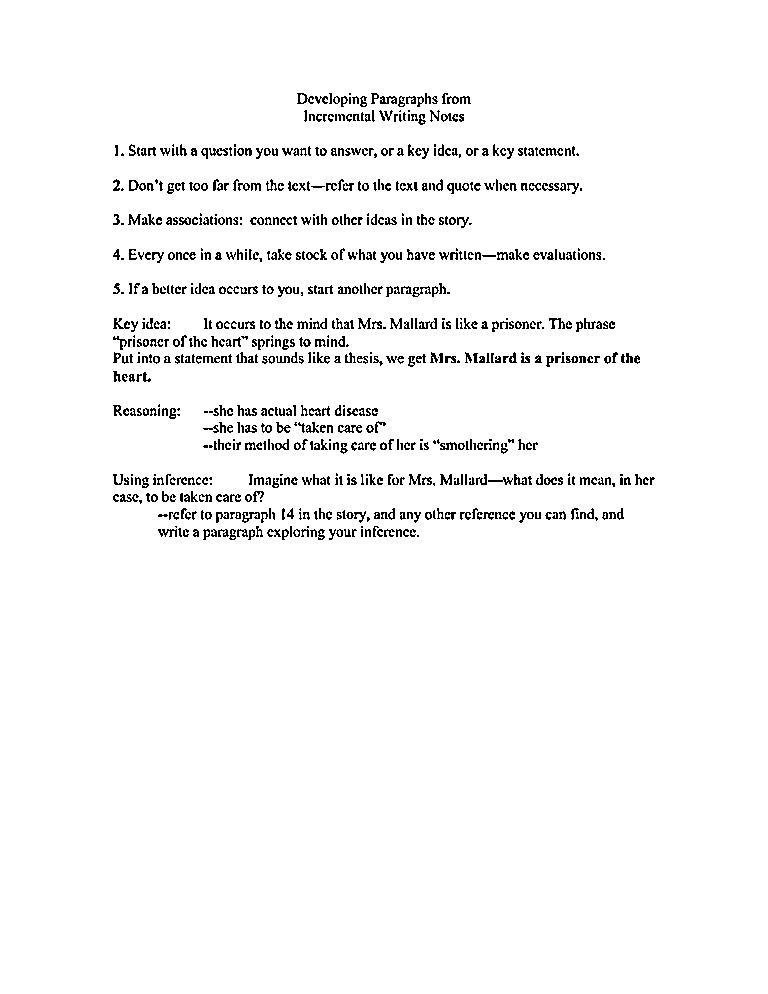 Developing Paragraphs from
Incremental Writing Notes
1. Start with a question you want to answer, or a key idea, or a key statement.
2. Don’t get too far from the text—refer to the text and quote when necessary.
3. Make associations:  connect with other ideas in the story.
4. Every once in a while, take stock of what you have written—make evaluations.
5. If a better idea occurs to you, start another paragraph.
Key idea: It occurs to the mind that Mrs. Mallard is like a prisoner. The phrase
“prisoner of the heart” springs to mind.
Put into a statement that sounds like a thesis, we get Mrs. Mallard is a prisoner of the
heart.
Reasoning: --she has actual heart disease
--she has to be “taken care of”
--their method of taking care of her is “smothering” her
Using inference: Imagine what it is like for Mrs. Mallard—what does it mean, in her
case, to be taken care of?
--refer to paragraph 14 in the story, and any other reference you can find, and
write a paragraph exploring your inference.